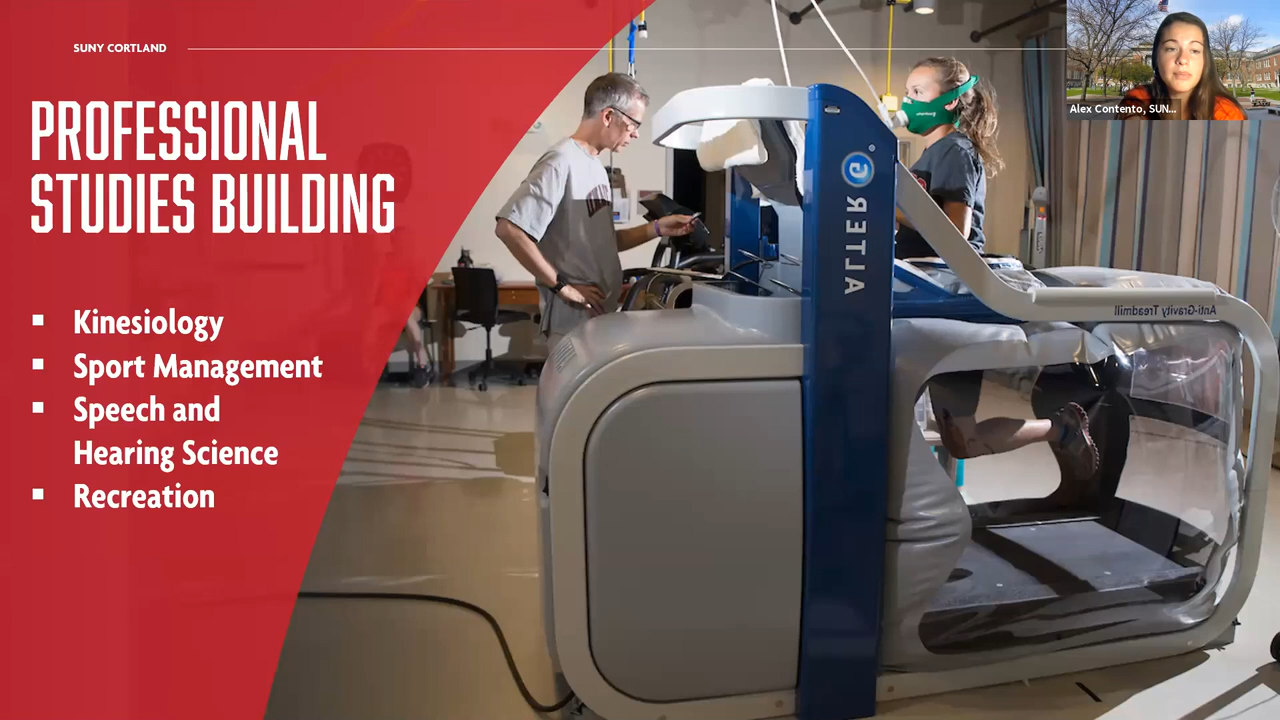 SUNY CORTLAND
Alex Contento, SUN...
PROFESSIONAL
STUDIES BUILDING
ALTER G
Anti-Gravity Treadmill
▪ Kinesiology
▪ Sport Management
▪ Speech and
Hearing Science
▪ Recreation